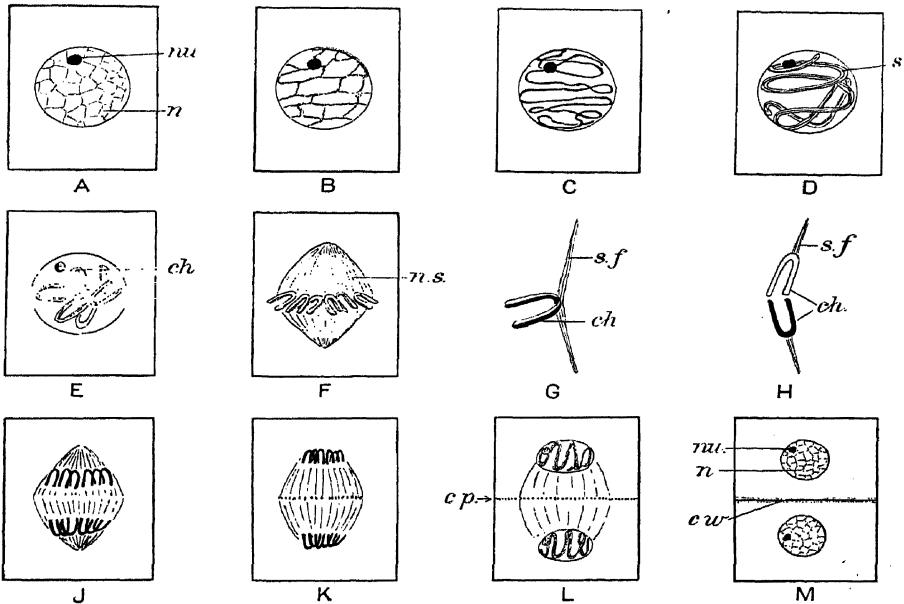 nu
n
s
A B C D
ch
n.s.
s.f
ch
s.f
ch.
E F G H
c p.
nu.
n
c w
J K L M